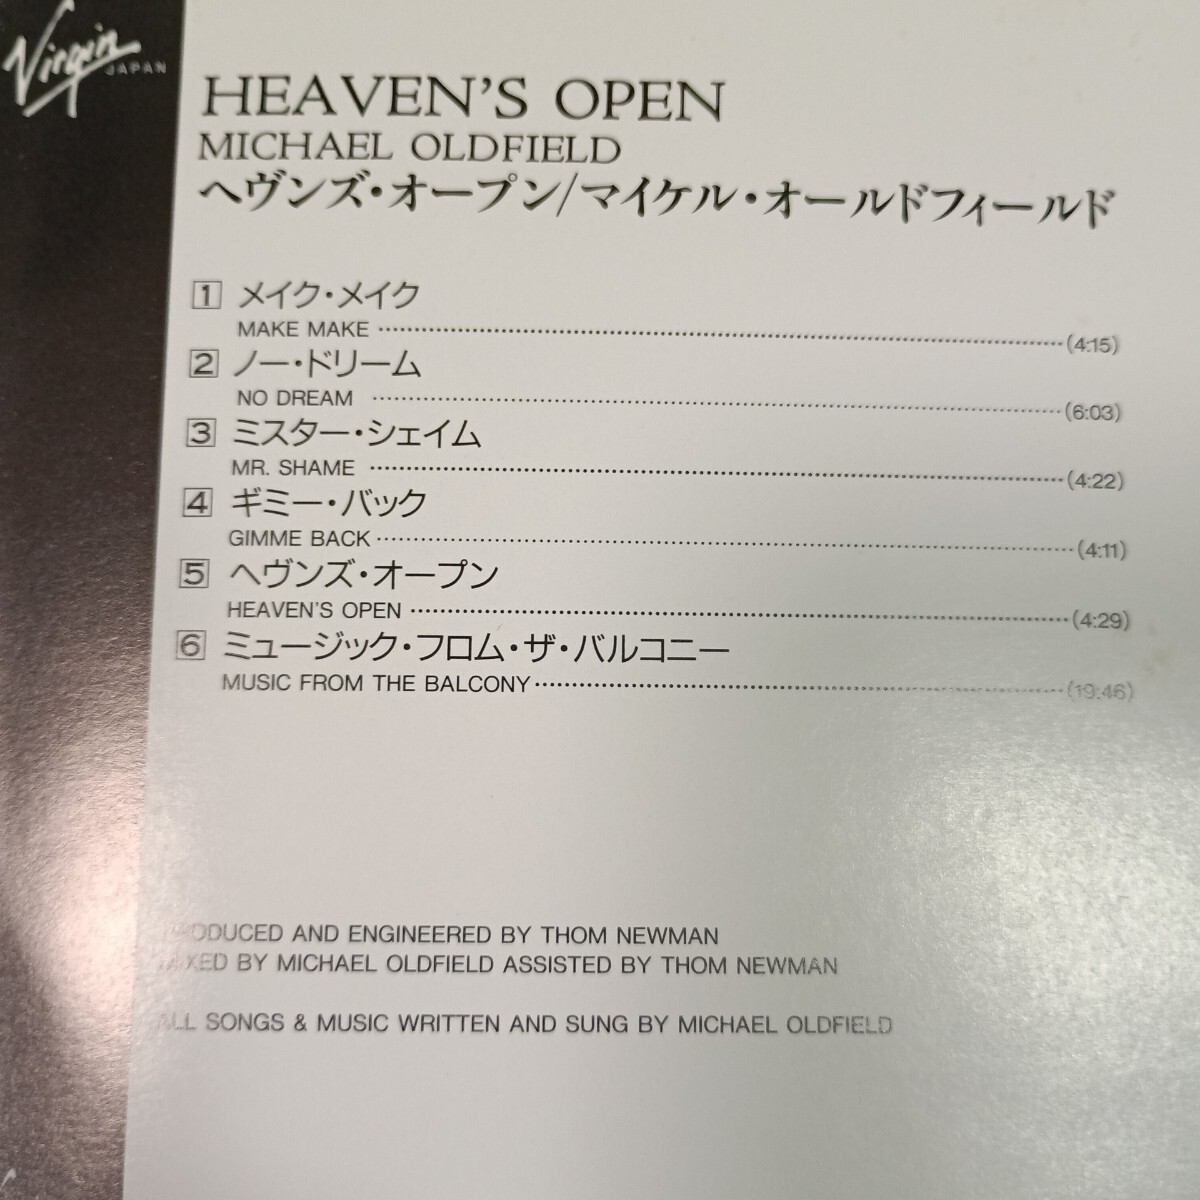 Virgin
JAPAN
HEAVEN'S OPEN
MICHAEL OLDFIELD
ヘヴンズ・オープン/マイケル・オールドフィールド
1 メイク・メイク
MAKE MAKE (4:15)
2 ノー・ドリーム
NO DREAM (6:03)
3 ミスター・シェイム
MR. SHAME (4:22)
4 ギミー・バック
GIMME BACK (4:11)
5 ヘヴンズ・オープン
HEAVEN'S OPEN (4:29)
6 ミュージック・フロム・ザ・バルコニー
MUSIC FROM THE BALCONY (19:46)
PRODUCED AND ENGINEERED BY THOM NEWMAN
MIXED BY MICHAEL OLDFIELD ASSISTED BY THOM NEWMAN
ALL SONGS & MUSIC WRITTEN AND SUNG BY MICHAEL OLDFIELD